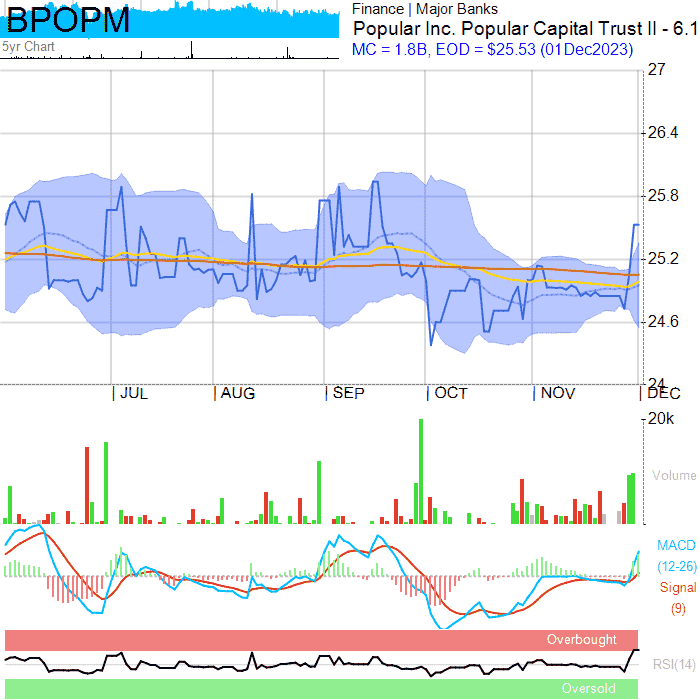 BPOPM
Finance | Major Banks
Popular Inc. Popular Capital Trust II - 6.1
MC = 1.8B, EOD = $25.53 (01Dec2023)
5yr Chart
27
26.4
25.8
25.2
24.6
24
JUL AUG SEP OCT NOV DEC
20k
Volume
MACD
(12-26)
Signal
(9)
Overbought
RSI(14)
Oversold